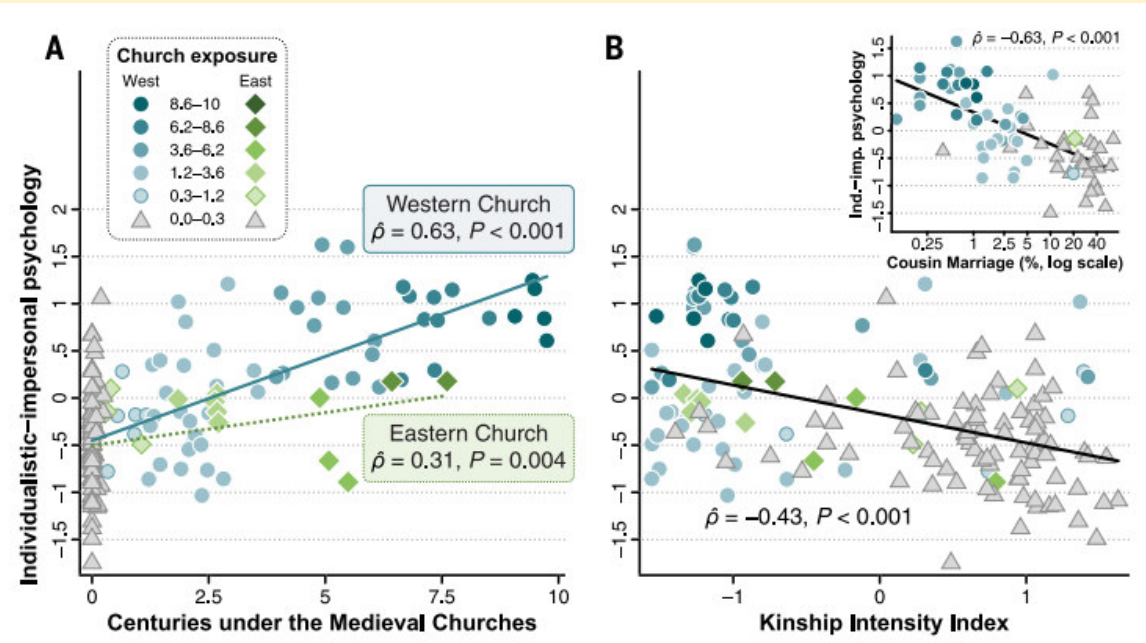 A
Church exposure
West East
8.6–10
6.2–8.6
3.6–6.2
1.2–3.6
0.3–1.2
0.0–0.3
Western Church
ρ̂ = 0.63, P < 0.001
Eastern Church
ρ̂ = 0.31, P = 0.004
Individualistic–impersonal psychology
2
1.5
1
.5
0
–.5
–1
–1.5
0 2.5 5 7.5 10
Centuries under the Medieval Churches
B
ρ̂ = –0.63, P < 0.001
Ind.–imp. psychology
1.5
1
.5
0
–.5
–1
–1.5
0.25 1 2.5 5 10 20 40
Cousin Marriage (%, log scale)
2
1.5
1
.5
0
–.5
–1
–1.5
ρ̂ = –0.43, P < 0.001
–1 0 1
Kinship Intensity Index